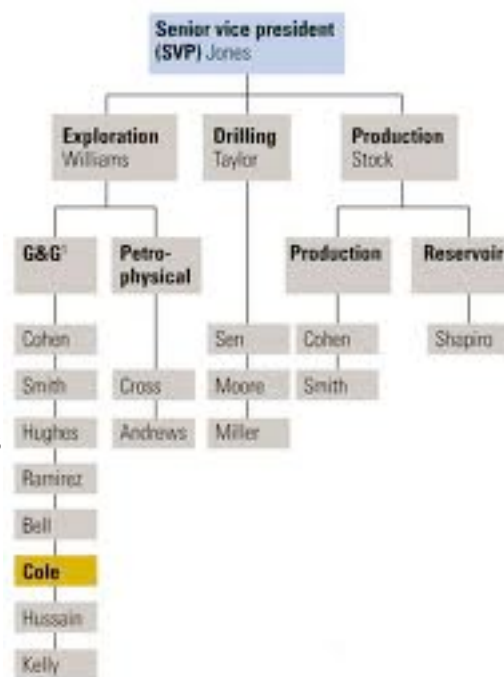 Senior vice president
(SVP) Jones
Exploration
Williams
Drilling
Taylor
Production
Stock
G&G¹
Petro-
physical
Production
Reservoir
Cohen
Sen
Cohen
Shapiro
Smith
Cross
Moore
Smith
Hughes
Andrews
Miller
Ramirez
Bell
Cole
Hussain
Kelly